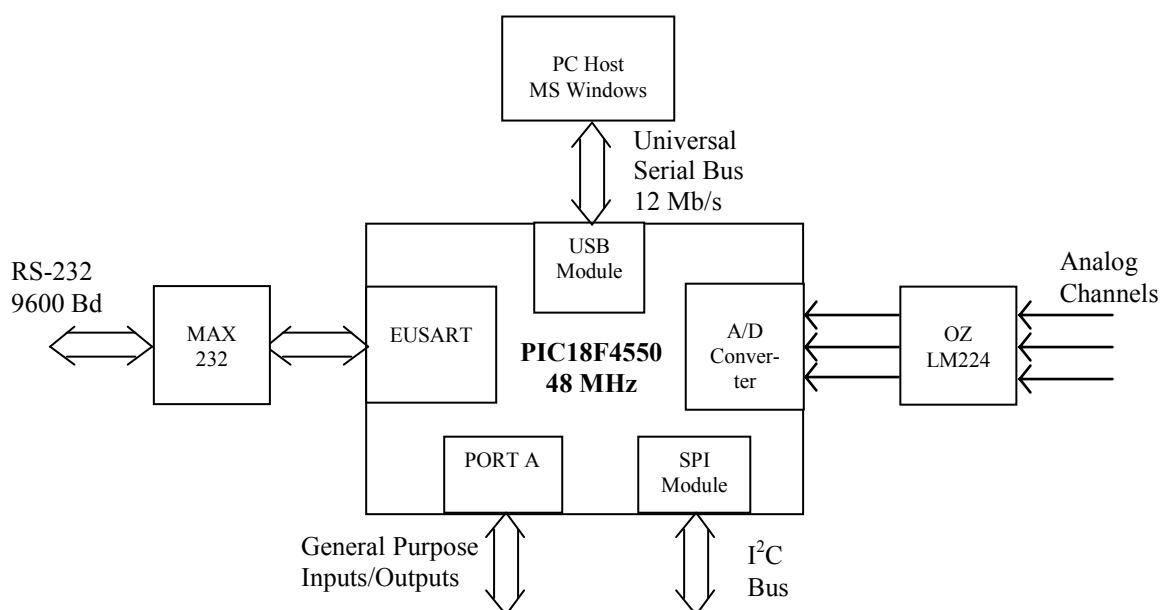 PC Host
MS Windows
Universal
Serial Bus
12 Mb/s
USB
Module
RS-232
9600 Bd
MAX
232
EUSART
PIC18F4550
48 MHz
A/D
Conver-
ter
OZ
LM224
Analog
Channels
PORT A
SPI
Module
General Purpose
Inputs/Outputs
I²C
Bus